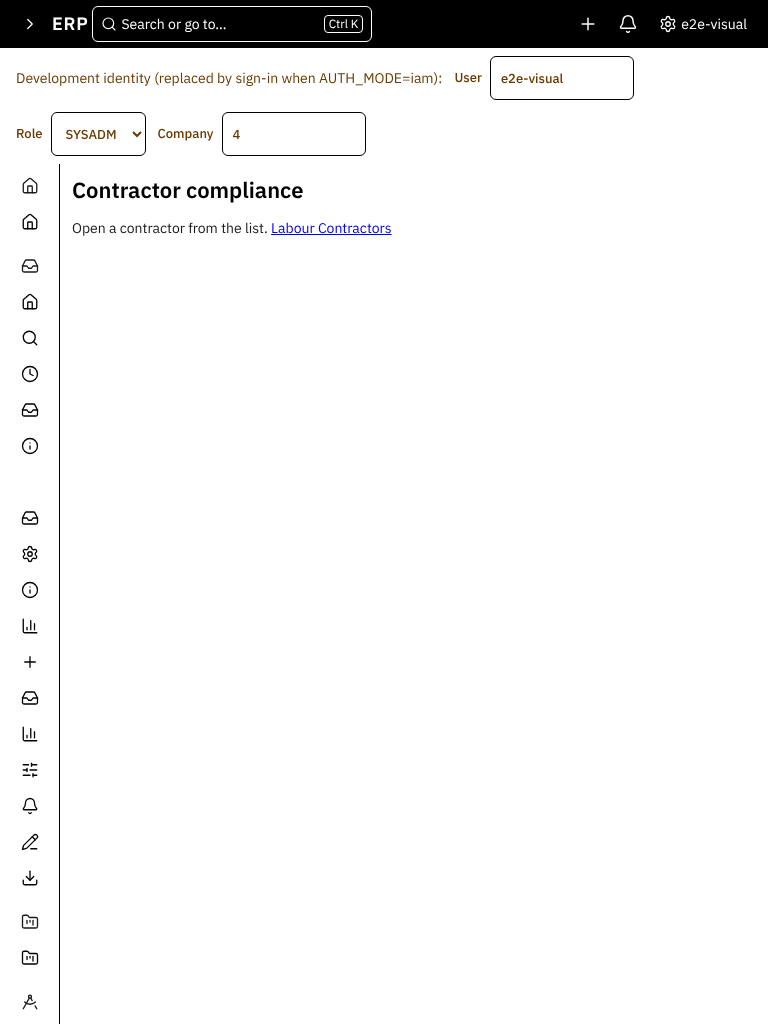 ERP Search or go to... Ctrl K e2e-visual
Development identity (replaced by sign-in when AUTH_MODE=iam): User e2e-visual
Role SYSADM Company 4
Contractor compliance
Open a contractor from the list. Labour Contractors